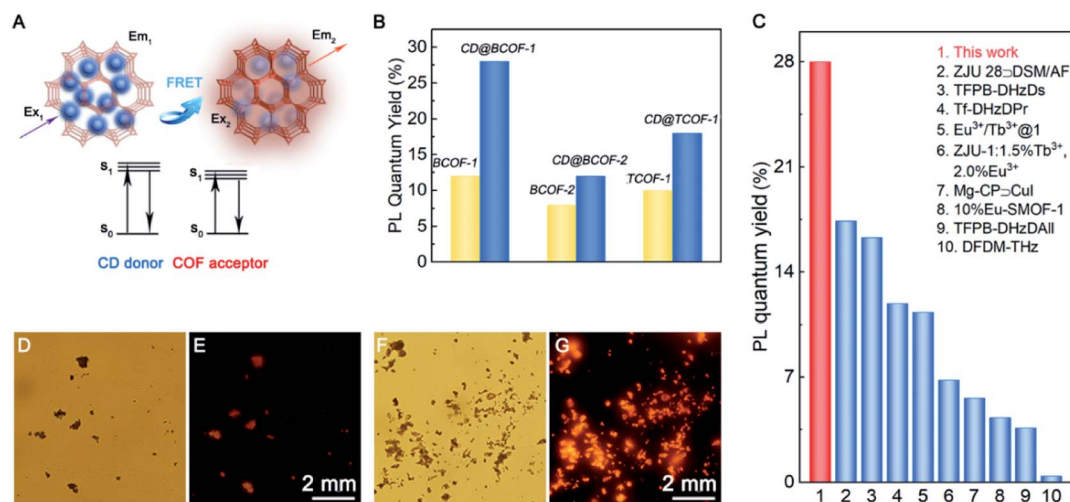 A
Em1
Em2
FRET
Ex1
Ex2
S1
S0
S1
S0
CD donor
COF acceptor
B
PL Quantum Yield (%)
30
25
20
15
10
5
0
CD@BCOF-1
BCOF-1
CD@BCOF-2
BCOF-2
CD@TCOF-1
TCOF-1
C
PL quantum yield (%)
28
21
14
7
0
1. This work
2. ZJU 28⊃DSM/AF
3. TFPB-DHzDs
4. Tf-DHzDPr
5. Eu³⁺/Tb³⁺@1
6. ZJU-1:1.5%Tb³⁺,
2.0%Eu³⁺
7. Mg-CP⊃CuI
8. 10%Eu-SMOF-1
9. TFPB-DHzDAll
10. DFDM-THz
1 2 3 4 5 6 7 8 9 10
D
E
2 mm
F
G
2 mm